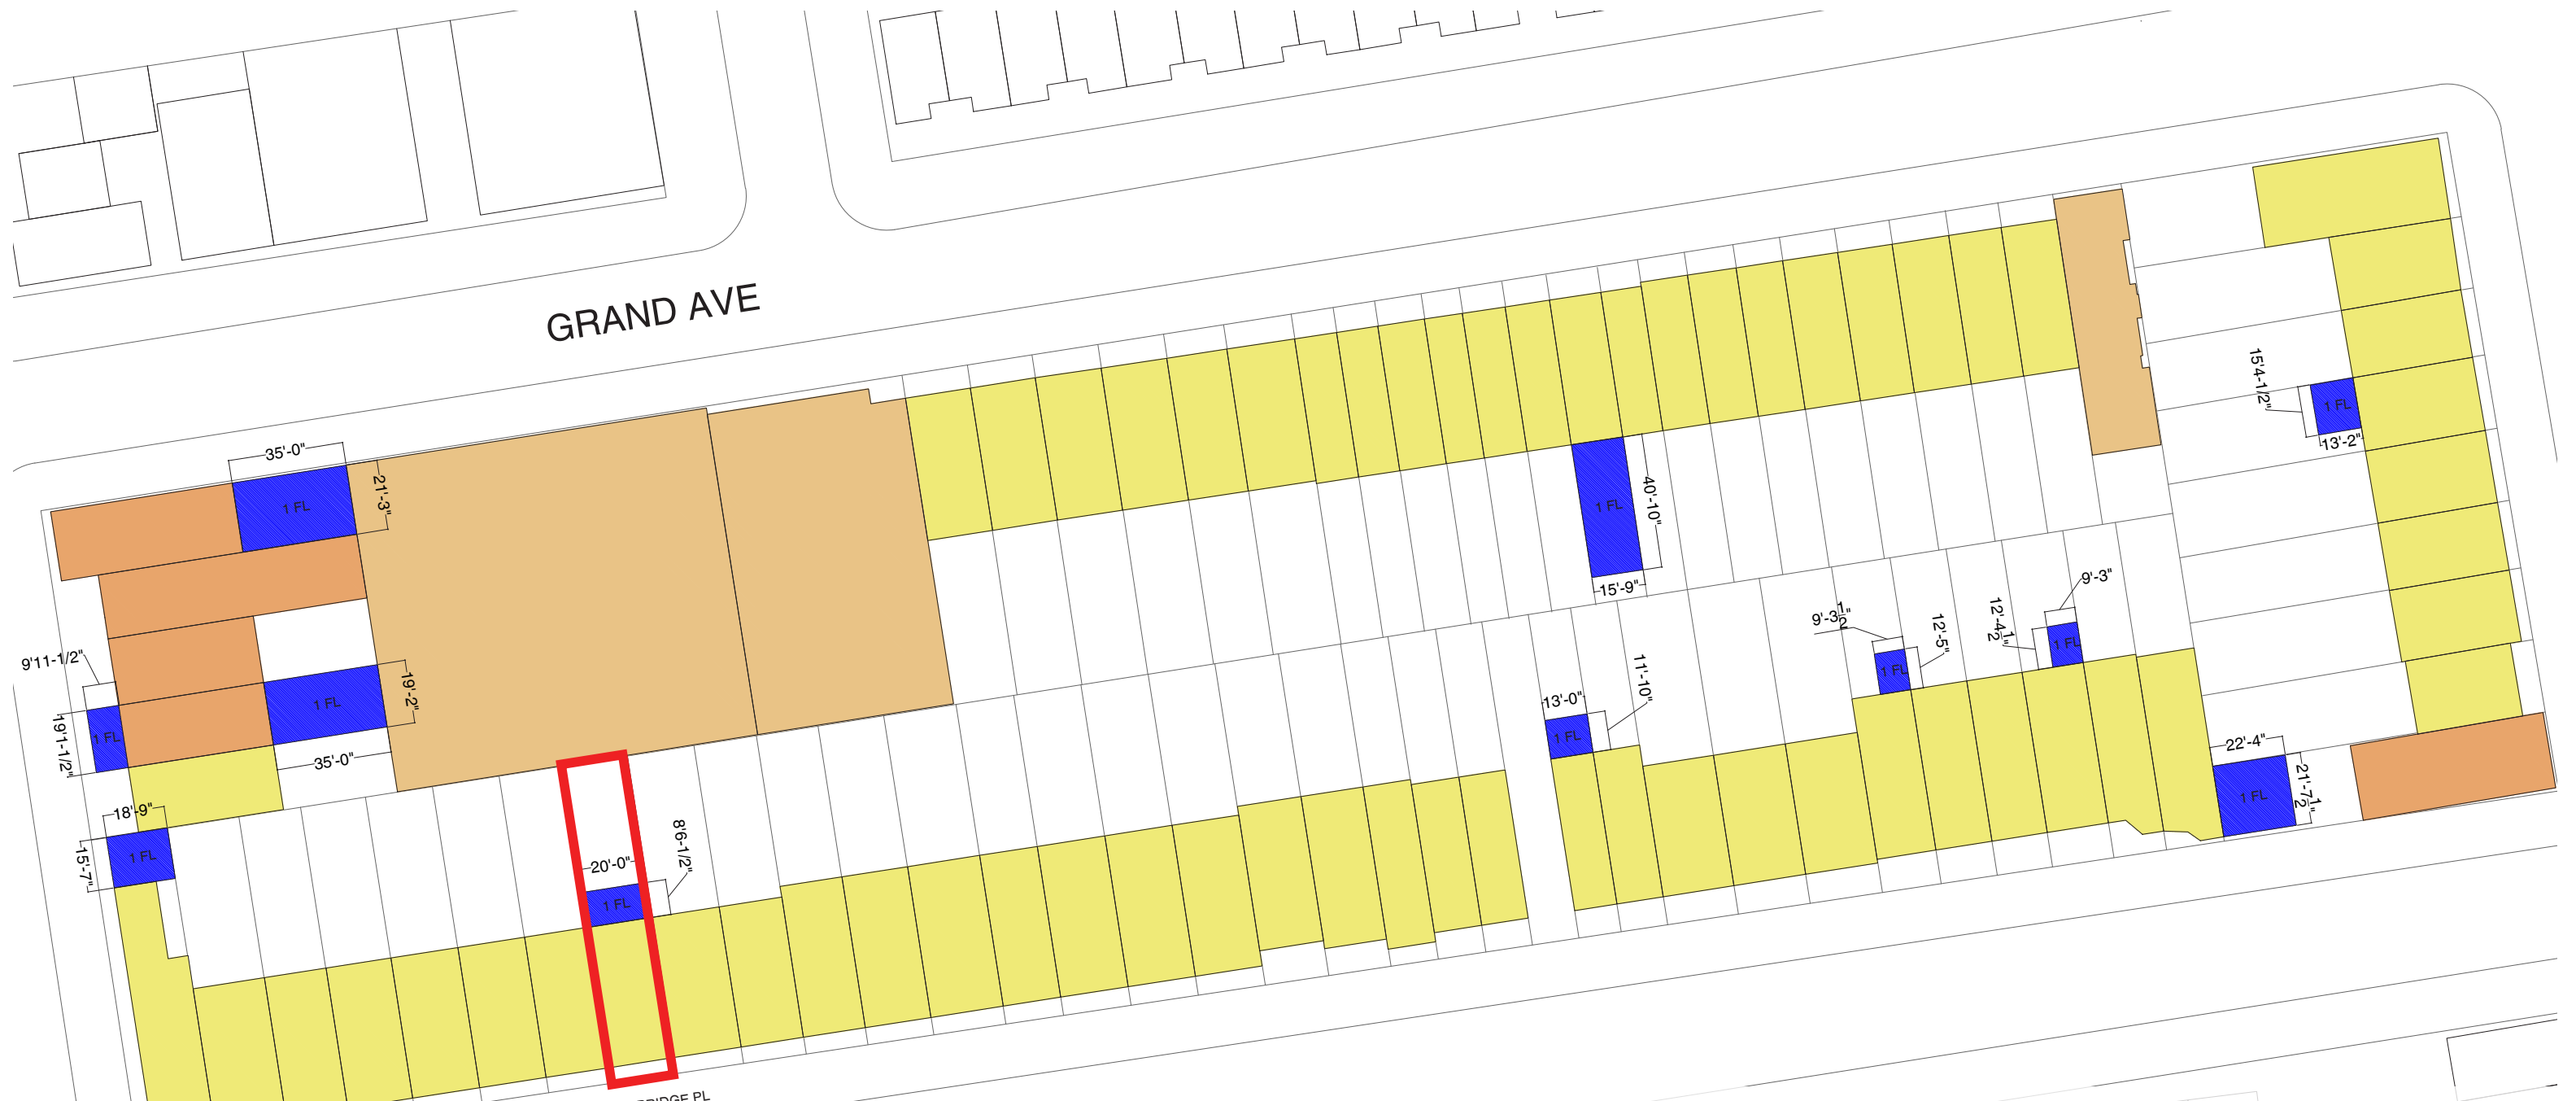 GRAND AVE
35'-0"
1 FL
21'-3"
9'11-1/2"
19'1-1/2"
1 FL
1 FL
19'-2"
35'-0"
18'-9"
15'-7"
1 FL
20'-0"
8'6-1/2"
1 FL
1 FL
40'-10"
15'-9"
13'-0"
11'-10"
1 FL
9'-3 1/2"
12'-5"
1 FL
12'-4 1/2"
9'-3"
1 FL
15'4-1/2"
1 FL
13'-2"
22'-4"
21'-7 1/2"
1 FL